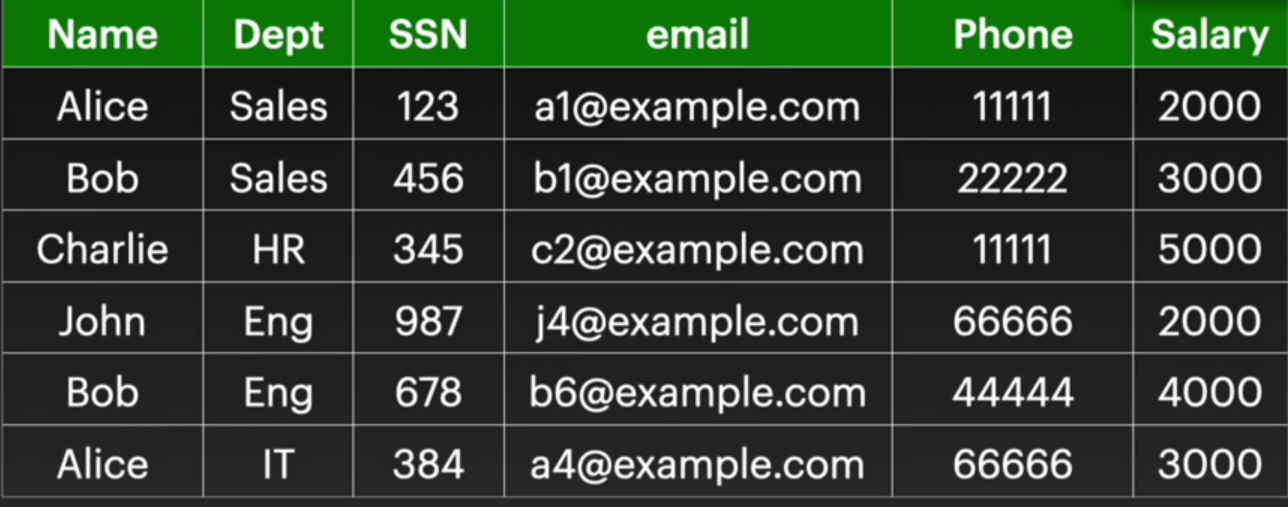 Name Dept SSN email Phone Salary
Alice Sales 123 a1@example.com 11111 2000
Bob Sales 456 b1@example.com 22222 3000
Charlie HR 345 c2@example.com 11111 5000
John Eng 987 j4@example.com 66666 2000
Bob Eng 678 b6@example.com 44444 4000
Alice IT 384 a4@example.com 66666 3000